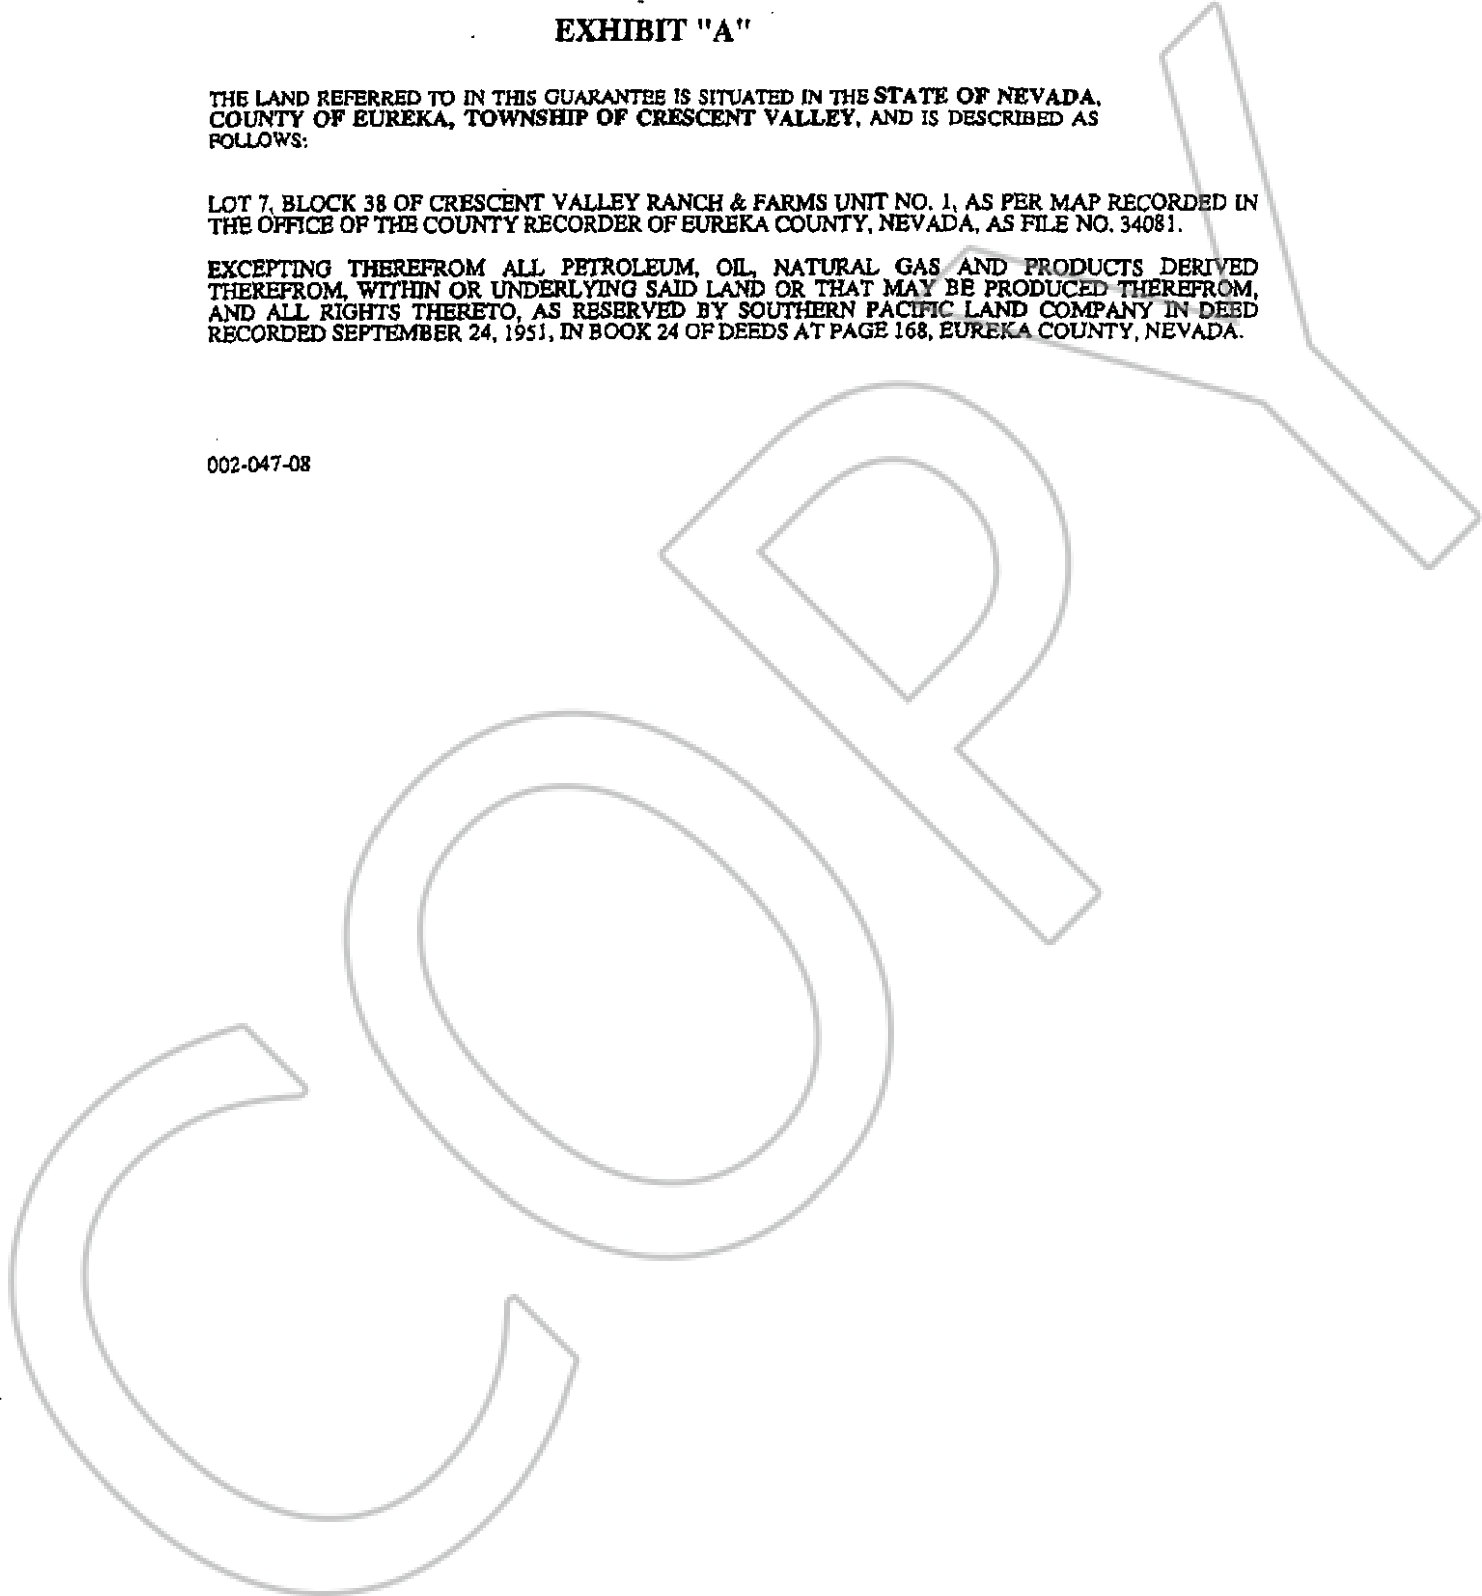 EXHIBIT "A"
THE LAND REFERRED TO IN THIS GUARANTEE IS SITUATED IN THE STATE OF NEVADA,
COUNTY OF EUREKA, TOWNSHIP OF CRESCENT VALLEY, AND IS DESCRIBED AS
FOLLOWS:
LOT 7, BLOCK 38 OF CRESCENT VALLEY RANCH & FARMS UNIT NO. 1, AS PER MAP RECORDED IN
THE OFFICE OF THE COUNTY RECORDER OF EUREKA COUNTY, NEVADA, AS FILE NO. 34081.
EXCEPTING THEREFROM ALL PETROLEUM, OIL, NATURAL GAS AND PRODUCTS DERIVED
THEREFROM, WITHIN OR UNDERLYING SAID LAND OR THAT MAY BE PRODUCED THEREFROM,
AND ALL RIGHTS THERETO, AS RESERVED BY SOUTHERN PACIFIC LAND COMPANY IN DEED
RECORDED SEPTEMBER 24, 1951, IN BOOK 24 OF DEEDS AT PAGE 168, EUREKA COUNTY, NEVADA.
002-047-08
COPY